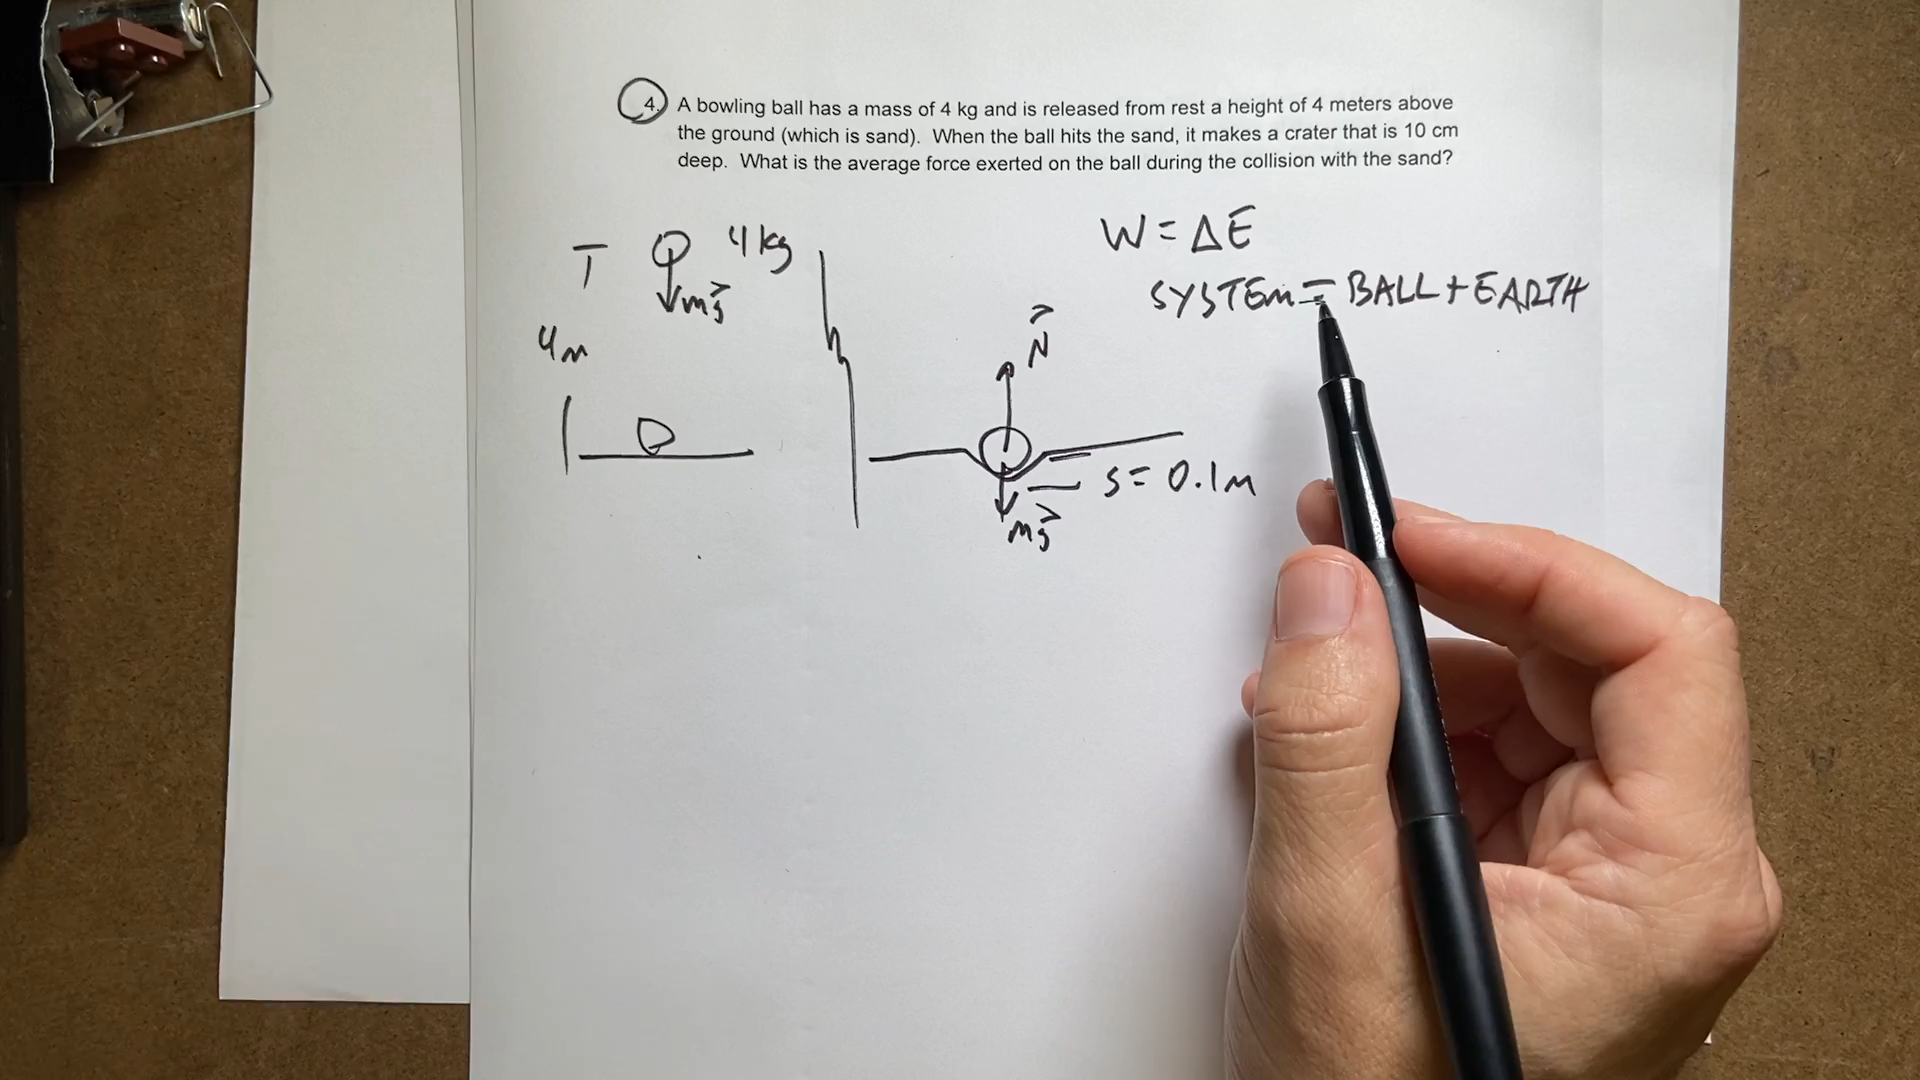 4. A bowling ball has a mass of 4 kg and is released from rest a height of 4 meters above
the ground (which is sand). When the ball hits the sand, it makes a crater that is 10 cm
deep. What is the average force exerted on the ball during the collision with the sand?
W = ΔE
SYSTEM = BALL + EARTH
4 kg
mg
4m
N
s = 0.1m
mg